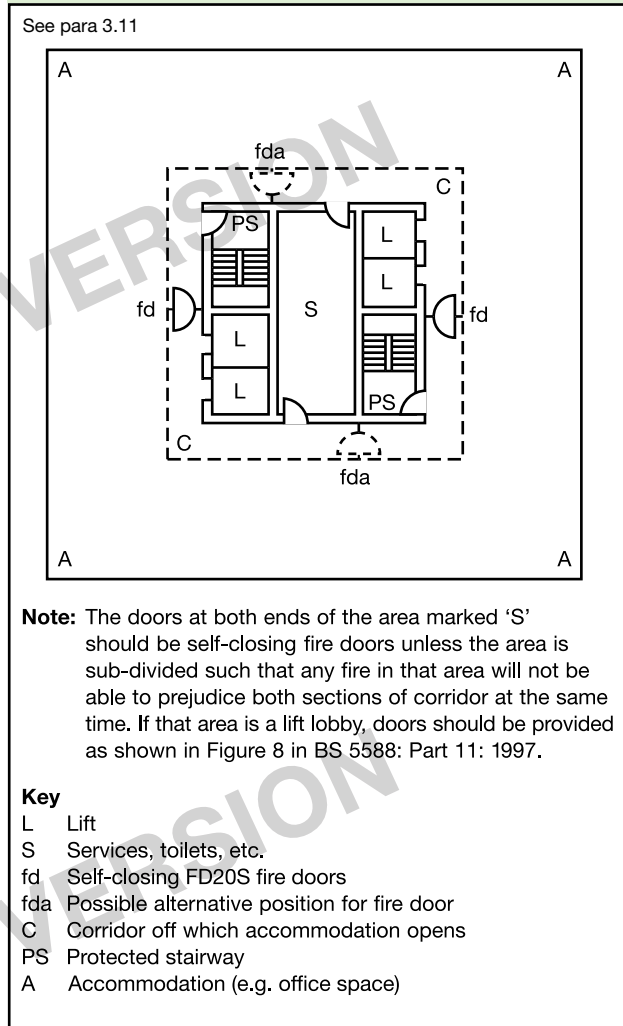 See para 3.11
A A
fda
C
PS
L
L
fd S fd
L
L
PS
C
fda
A A
VERSION
Note: The doors at both ends of the area marked ‘S’
should be self-closing fire doors unless the area is
sub-divided such that any fire in that area will not be
able to prejudice both sections of corridor at the same
time. If that area is a lift lobby, doors should be provided
as shown in Figure 8 in BS 5588: Part 11: 1997.
Key
L Lift
S Services, toilets, etc.
fd Self-closing FD20S fire doors
fda Possible alternative position for fire door
C Corridor off which accommodation opens
PS Protected stairway
A Accommodation (e.g. office space)
VERSION